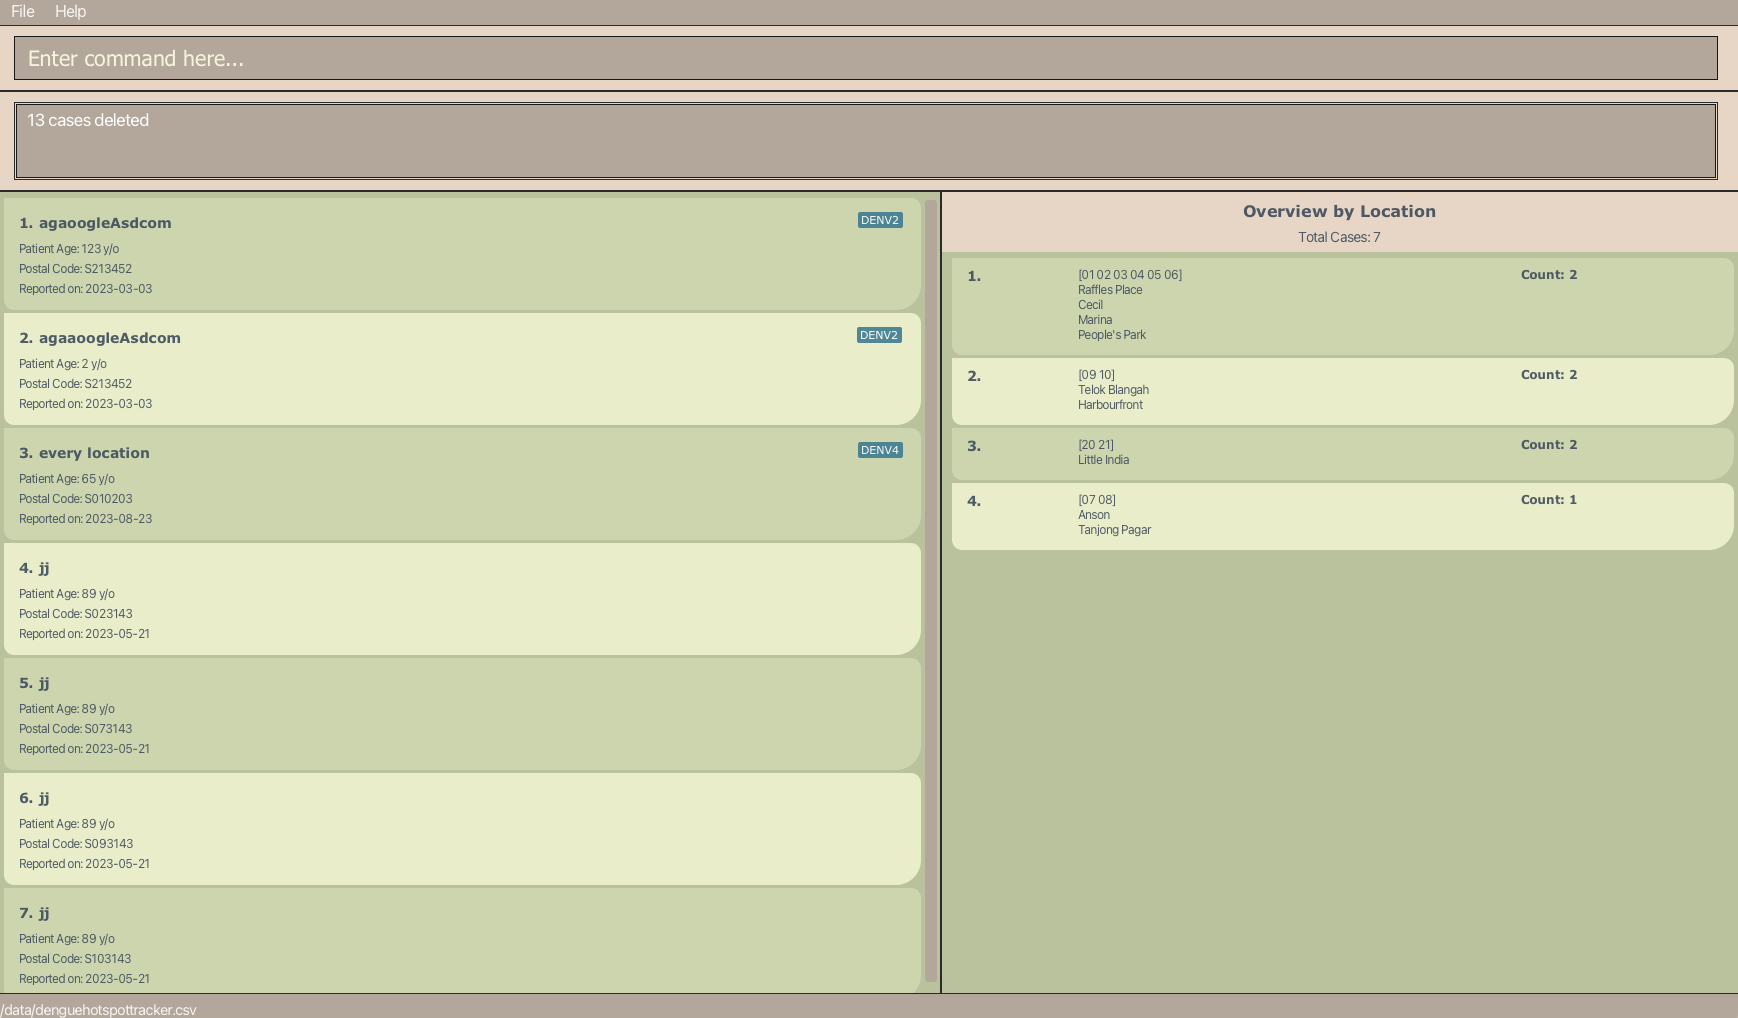 File Help
Enter command here...
13 cases deleted
1. agaoogleAsdcom DENV2
Patient Age: 123 y/o
Postal Code: S213452
Reported on: 2023-03-03
2. agaaoogleAsdcom DENV2
Patient Age: 2 y/o
Postal Code: S213452
Reported on: 2023-03-03
3. every location DENV4
Patient Age: 65 y/o
Postal Code: S010203
Reported on: 2023-08-23
4. jj
Patient Age: 89 y/o
Postal Code: S023143
Reported on: 2023-05-21
5. jj
Patient Age: 89 y/o
Postal Code: S073143
Reported on: 2023-05-21
6. jj
Patient Age: 89 y/o
Postal Code: S093143
Reported on: 2023-05-21
7. jj
Patient Age: 89 y/o
Postal Code: S103143
Reported on: 2023-05-21
Overview by Location
Total Cases: 7
1. [01 02 03 04 05 06] Count: 2
Raffles Place
Cecil
Marina
People's Park
2. [09 10] Count: 2
Telok Blangah
Harbourfront
3. [20 21] Count: 2
Little India
4. [07 08] Count: 1
Anson
Tanjong Pagar
/data/denguehotspottracker.csv